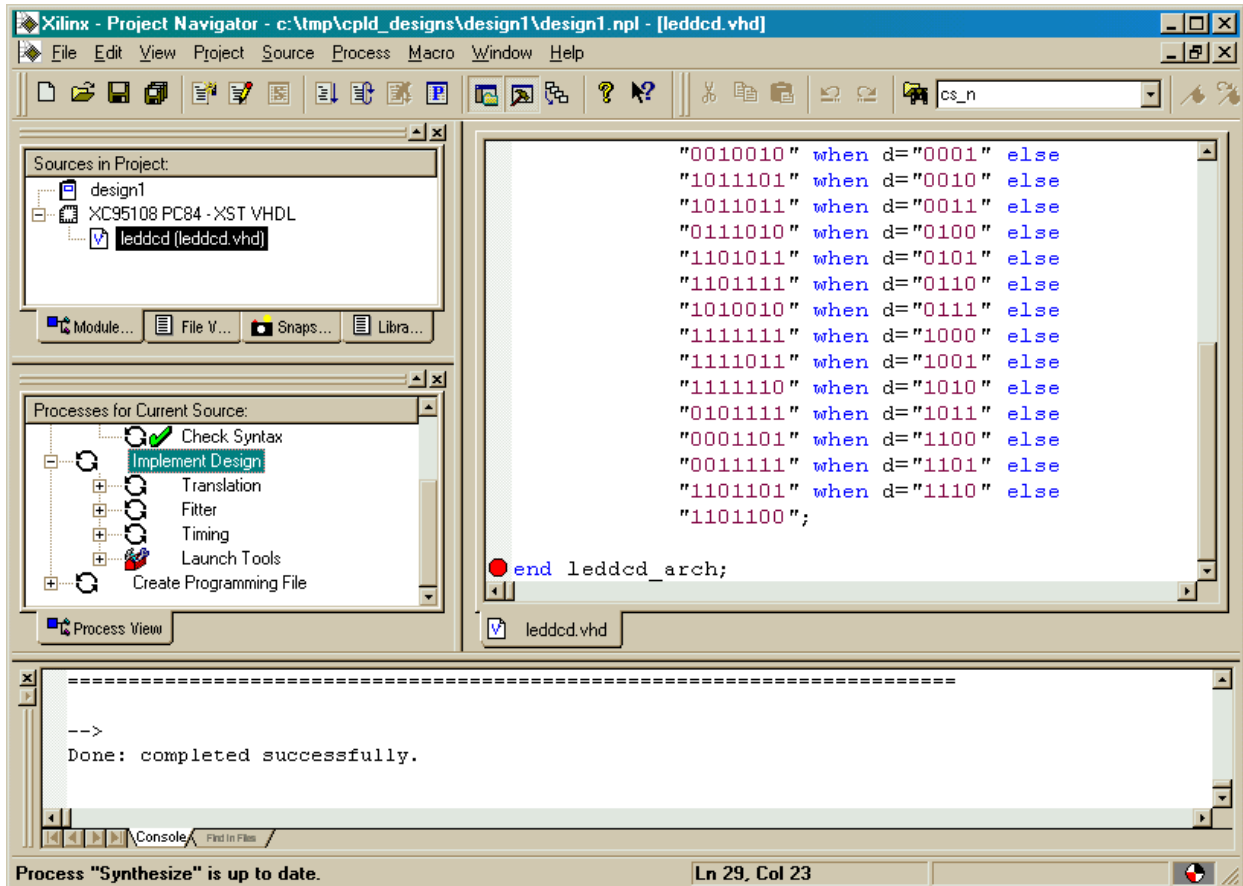 Xilinx - Project Navigator - c:\tmp\cpld_designs\design1\design1.npl - [leddcd.vhd]
File Edit View Project Source Process Macro Window Help
cs_n
Sources in Project:
design1
XC95108 PC84 - XST VHDL
leddcd (leddcd.vhd)
Module... File V... Snaps... Libra...
Processes for Current Source:
Check Syntax
Implement Design
Translation
Fitter
Timing
Launch Tools
Create Programming File
Process View
"0010010" when d="0001" else
"1011101" when d="0010" else
"1011011" when d="0011" else
"0111010" when d="0100" else
"1101011" when d="0101" else
"1101111" when d="0110" else
"1010010" when d="0111" else
"1111111" when d="1000" else
"1111011" when d="1001" else
"1111110" when d="1010" else
"0101111" when d="1011" else
"0001101" when d="1100" else
"0011111" when d="1101" else
"1101101" when d="1110" else
"1101100";
end leddcd_arch;
leddcd.vhd
=========================================================================
-->
Done: completed successfully.
Console Find in Files
Process "Synthesize" is up to date. Ln 29, Col 23